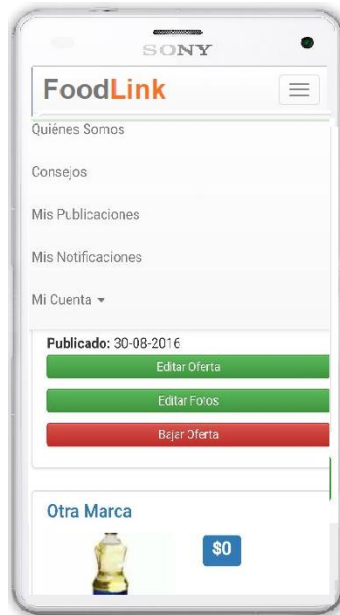 SONY
FoodLink
Quiénes Somos
Consejos
Mis Publicaciones
Mis Notificaciones
Mi Cuenta
Publicado: 30-08-2016
Editar Oferta
Editar Fotos
Bajar Oferta
Otra Marca
$0